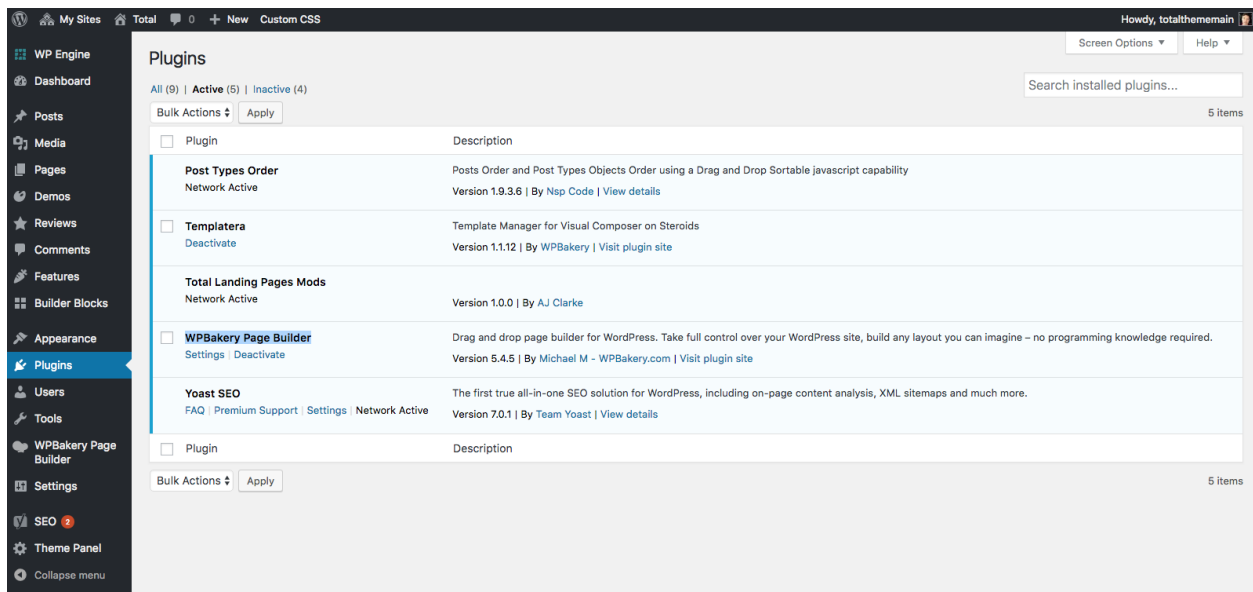 My Sites Total 0 + New Custom CSS Howdy, totalthememain
Screen Options ▼ Help ▼
WP Engine
Dashboard
Posts
Media
Pages
Demos
Reviews
Comments
Features
Builder Blocks
Appearance
Plugins
Users
Tools
WPBakery Page
Builder
Settings
SEO 2
Theme Panel
Collapse menu
Plugins
All (9) | Active (5) | Inactive (4)
Search installed plugins...
Bulk Actions Apply
5 items
Plugin Description
Post Types Order Posts Order and Post Types Objects Order using a Drag and Drop Sortable javascript capability
Network Active Version 1.9.3.6 | By Nsp Code | View details
Templatera Template Manager for Visual Composer on Steroids
Deactivate Version 1.1.12 | By WPBakery | Visit plugin site
Total Landing Pages Mods
Network Active Version 1.0.0 | By AJ Clarke
WPBakery Page Builder Drag and drop page builder for WordPress. Take full control over your WordPress site, build any layout you can imagine – no programming knowledge required.
Settings | Deactivate Version 5.4.5 | By Michael M - WPBakery.com | Visit plugin site
Yoast SEO The first true all-in-one SEO solution for WordPress, including on-page content analysis, XML sitemaps and much more.
FAQ | Premium Support | Settings | Network Active Version 7.0.1 | By Team Yoast | View details
Plugin Description
Bulk Actions Apply
5 items